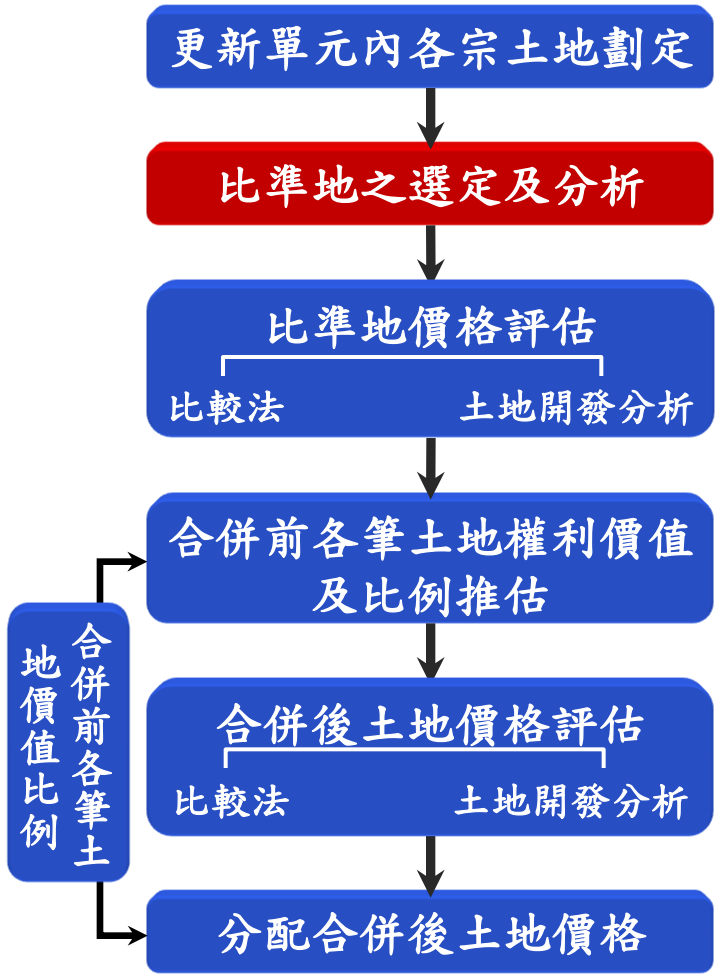 更新單元內各宗土地劃定
比準地之選定及分析
比準地價格評估
比較法
土地開發分析
合併前各筆土地權利價值
及比例推估
合併前各筆土
地價值比例
合併後土地價格評估
比較法
土地開發分析
分配合併後土地價格